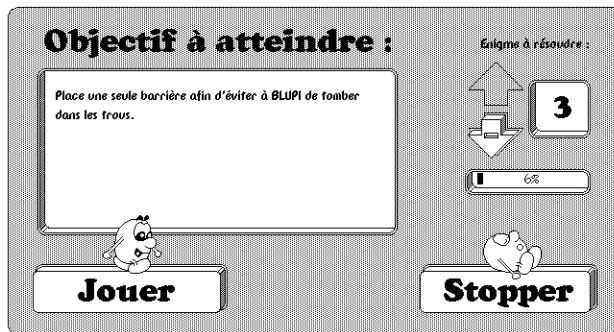 Objectif à atteindre :
Enigme à résoudre :
Place une seule barrière afin d'éviter à BLUPI de tomber
dans les trous.
3
6%
Jouer
Stopper